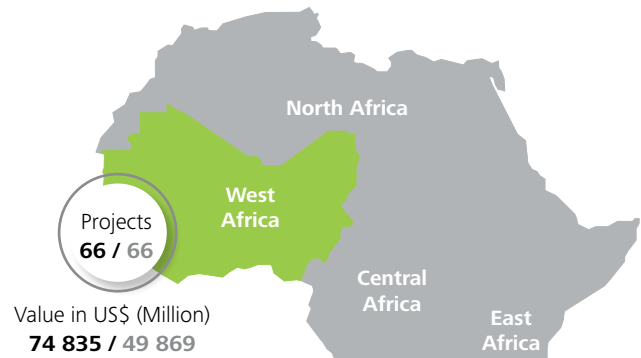 North Africa
West
Africa
Projects
66 / 66
Central
Africa
Value in US$ (Million)
74 835 / 49 869
East
Africa